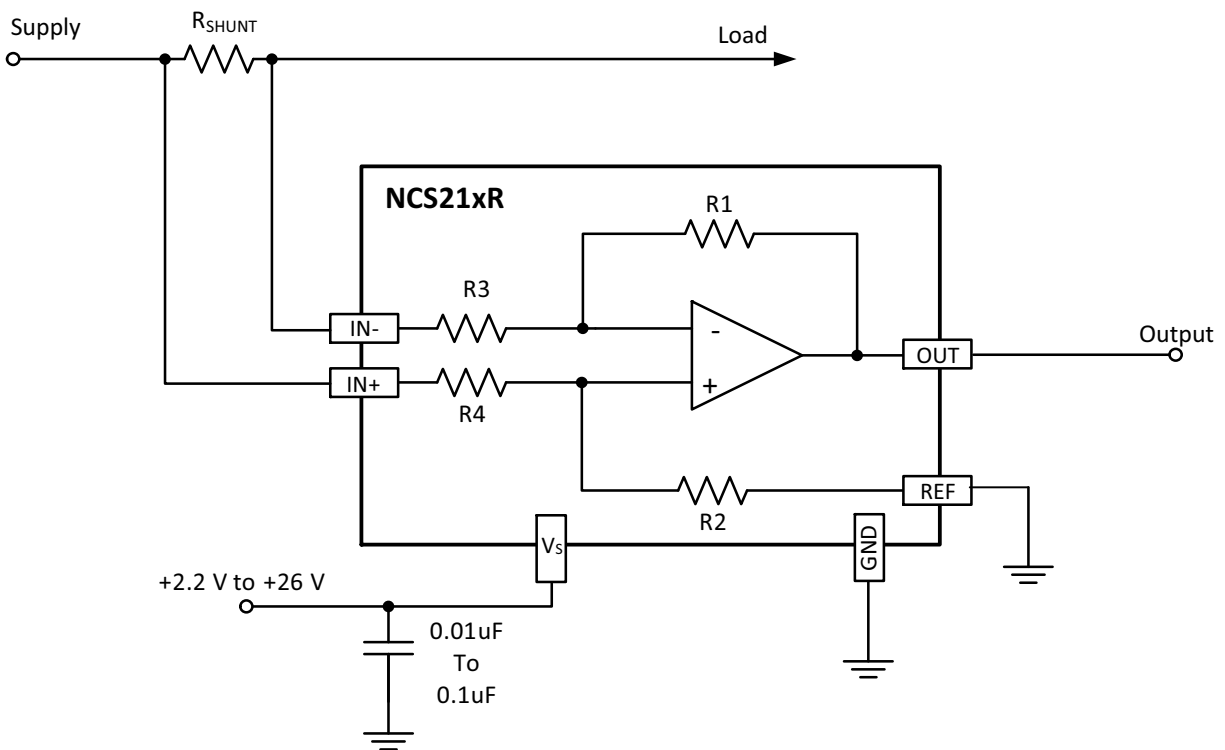 Supply
RSHUNT
Load
NCS21xR
R1
R3
IN-
-
OUT
Output
IN+
+
R4
REF
R2
VS
GND
+2.2 V to +26 V
0.01uF
To
0.1uF